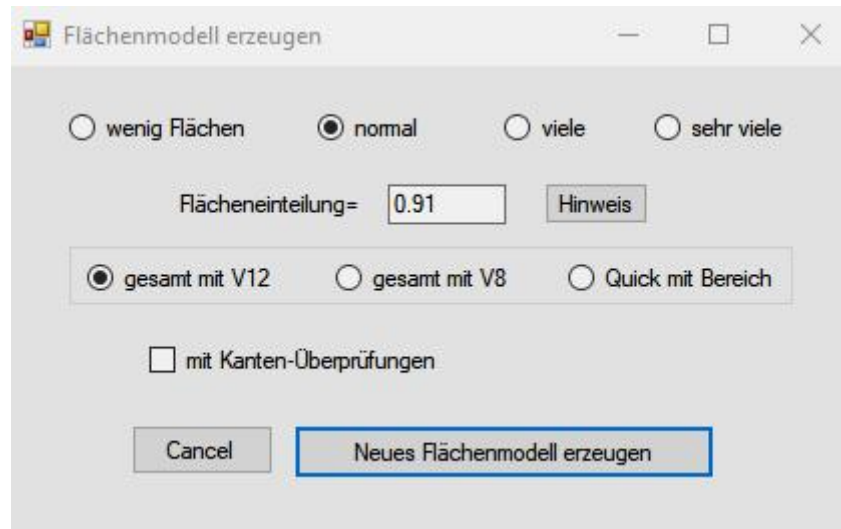 Flächenmodell erzeugen
wenig Flächen normal viele sehr viele
Flächeneinteilung= 0.91 Hinweis
gesamt mit V12 gesamt mit V8 Quick mit Bereich
mit Kanten-Überprüfungen
Cancel Neues Flächenmodell erzeugen